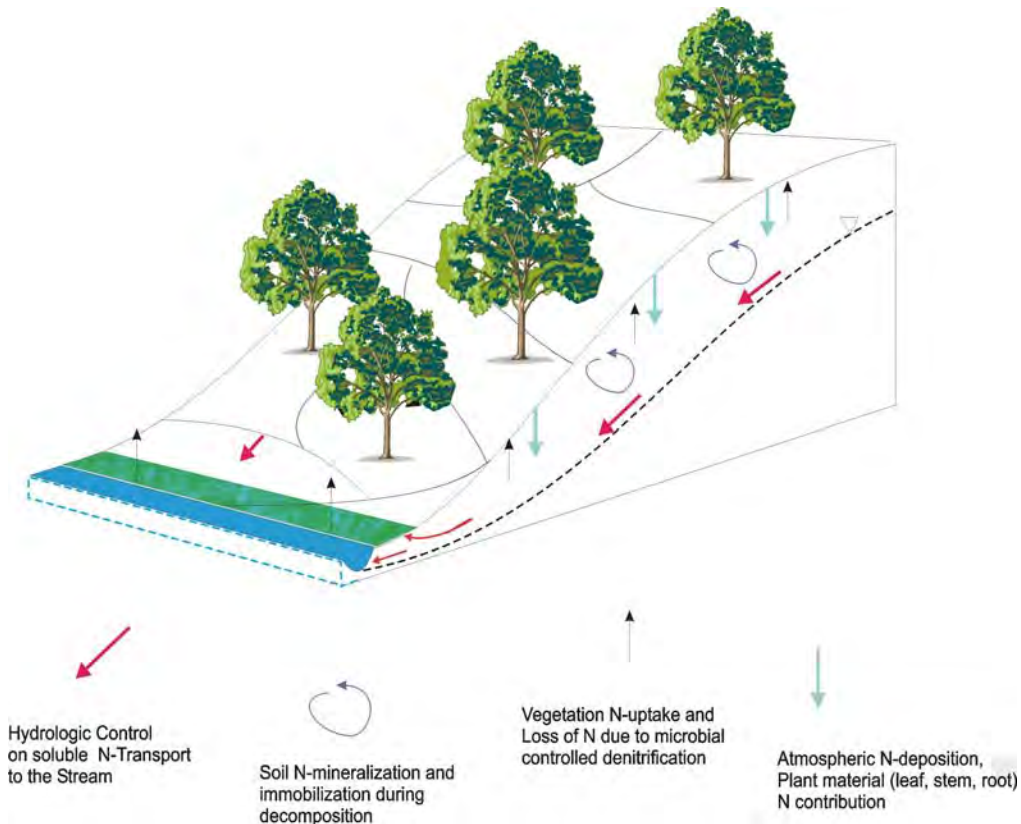 Hydrologic Control
on soluble N-Transport
to the Stream
Soil N-mineralization and
immobilization during
decomposition
Vegetation N-uptake and
Loss of N due to microbial
controlled denitrification
Atmospheric N-deposition,
Plant material (leaf, stem, root)
N contribution